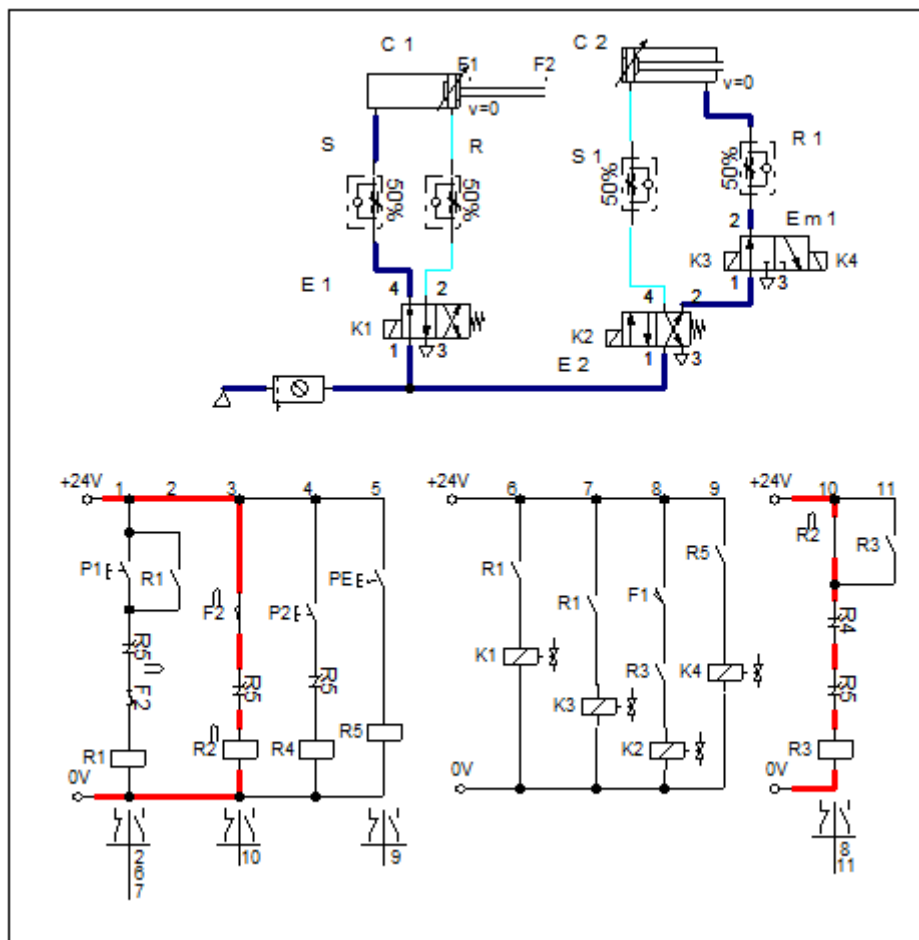 C 1
C 2
F1
F2
v=0
v=0
S
R
S 1
R 1
50%
50%
50%
50%
2
E m 1
K3
K4
1
3
E 1
4
2
K1
1
3
4
2
K2
1
3
E 2
+24V
1
2
3
4
5
+24V
6
7
8
9
+24V
10
11
R2
R3
P1
R1
F2
P2
PE
R1
R1
F1
R5
R5
R5
R5
F2
R4
R5
K1
K3
R3
K4
R1
R2
R4
R5
K2
R3
0V
0V
0V
2
6
7
10
9
8
11